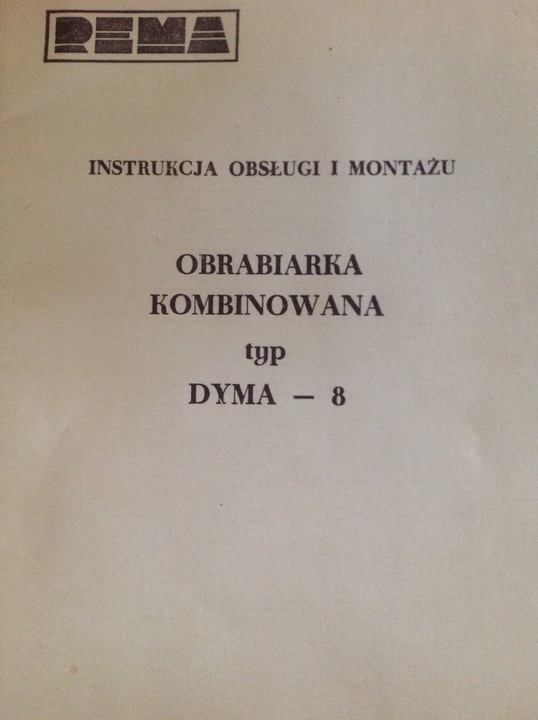 REMA
INSTRUKCJA OBSŁUGI I MONTAŻU
OBRABIARKA
KOMBINOWANA
typ
DYMA — 8